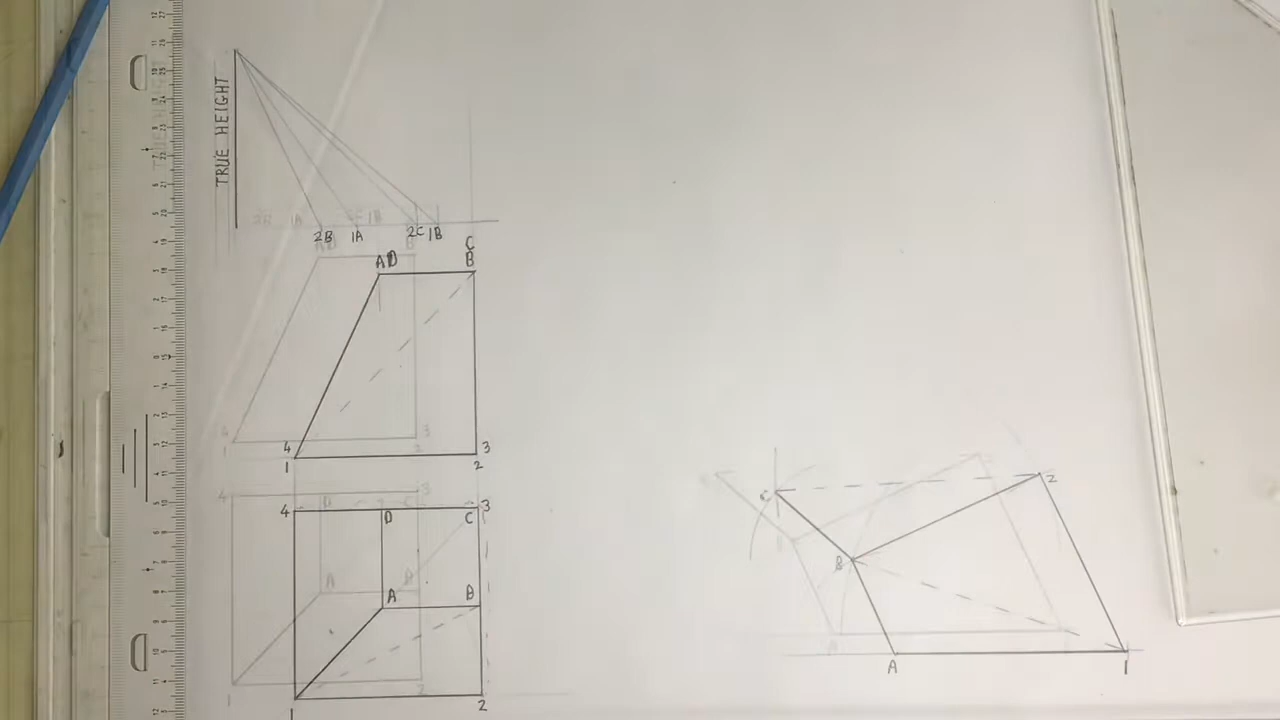 TRUE HEIGHT
2B 1A 2C 1B
C
AD B
4 3
1 2
4 3
D C
A B
1 2
C 2
B
A 1